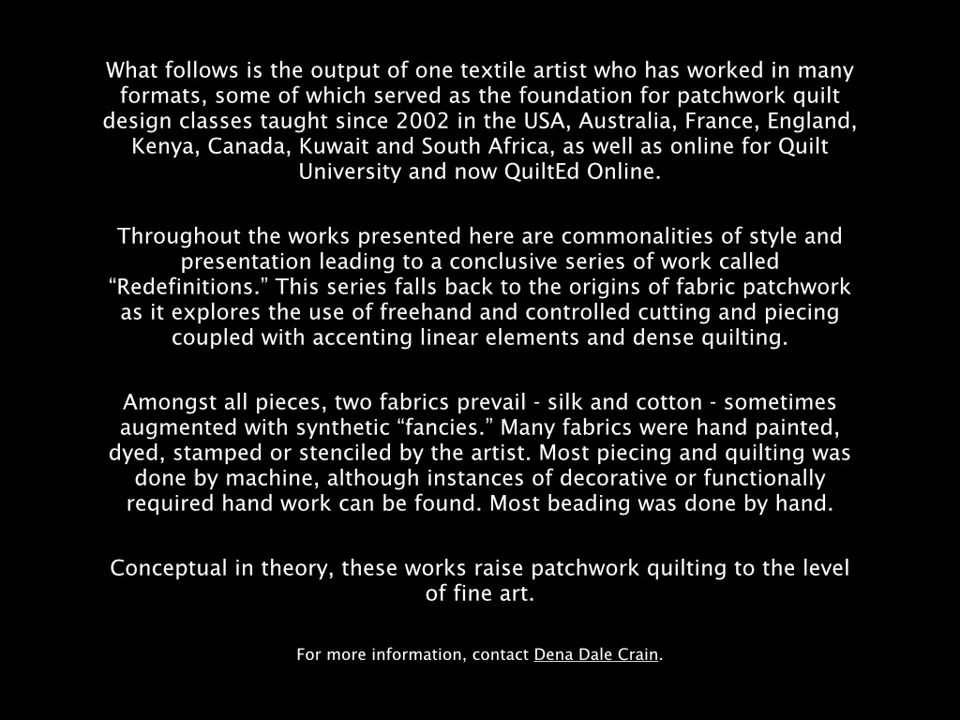 What follows is the output of one textile artist who has worked in many
formats, some of which served as the foundation for patchwork quilt
design classes taught since 2002 in the USA, Australia, France, England,
Kenya, Canada, Kuwait and South Africa, as well as online for Quilt
University and now QuiltEd Online.
Throughout the works presented here are commonalities of style and
presentation leading to a conclusive series of work called
“Redefinitions.” This series falls back to the origins of fabric patchwork
as it explores the use of freehand and controlled cutting and piecing
coupled with accenting linear elements and dense quilting.
Amongst all pieces, two fabrics prevail - silk and cotton - sometimes
augmented with synthetic “fancies.” Many fabrics were hand painted,
dyed, stamped or stenciled by the artist. Most piecing and quilting was
done by machine, although instances of decorative or functionally
required hand work can be found. Most beading was done by hand.
Conceptual in theory, these works raise patchwork quilting to the level
of fine art.
For more information, contact Dena Dale Crain.